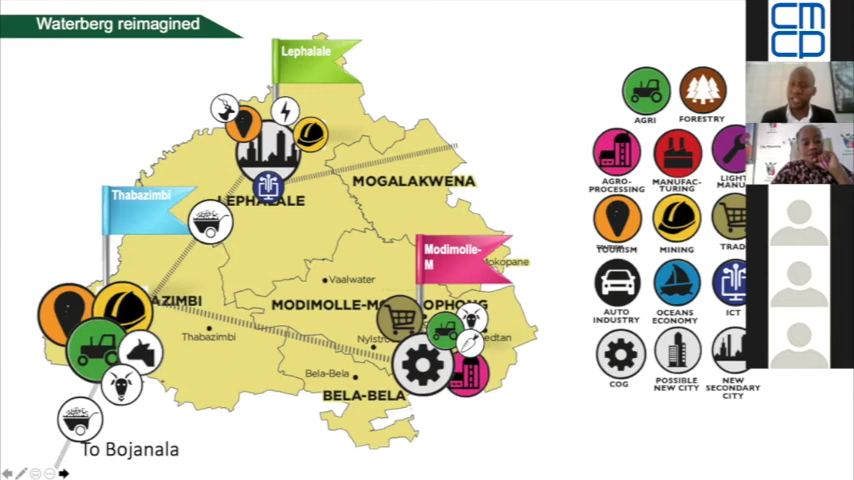 Waterberg reimagined
Lephalale
Thabazimbi
Modimolle-
M
MOGALAKWENA
LEPHALALE
Mokopane
AZIMBI
Vaalwater
MODIMOLLE-MO
OPHONG
Thabazimbi
Nylstro
edtan
Bela-Bela
BELA-BELA
To Bojanala
AGRI
FORESTRY
AGRO-
PROCESSING
MANUFAC-
TURING
LIGHT
MANU
TOURISM
MINING
TRAD
AUTO
INDUSTRY
OCEANS
ECONOMY
ICT
COG
POSSIBLE
NEW CITY
NEW
SECONDARY
CITY
cmcp